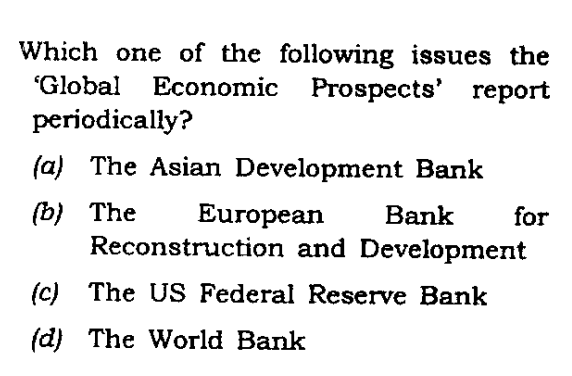 Which one of the following issues the
‘Global Economic Prospects’ report
periodically?
(a) The Asian Development Bank
(b) The European Bank for
Reconstruction and Development
(c) The US Federal Reserve Bank
(d) The World Bank